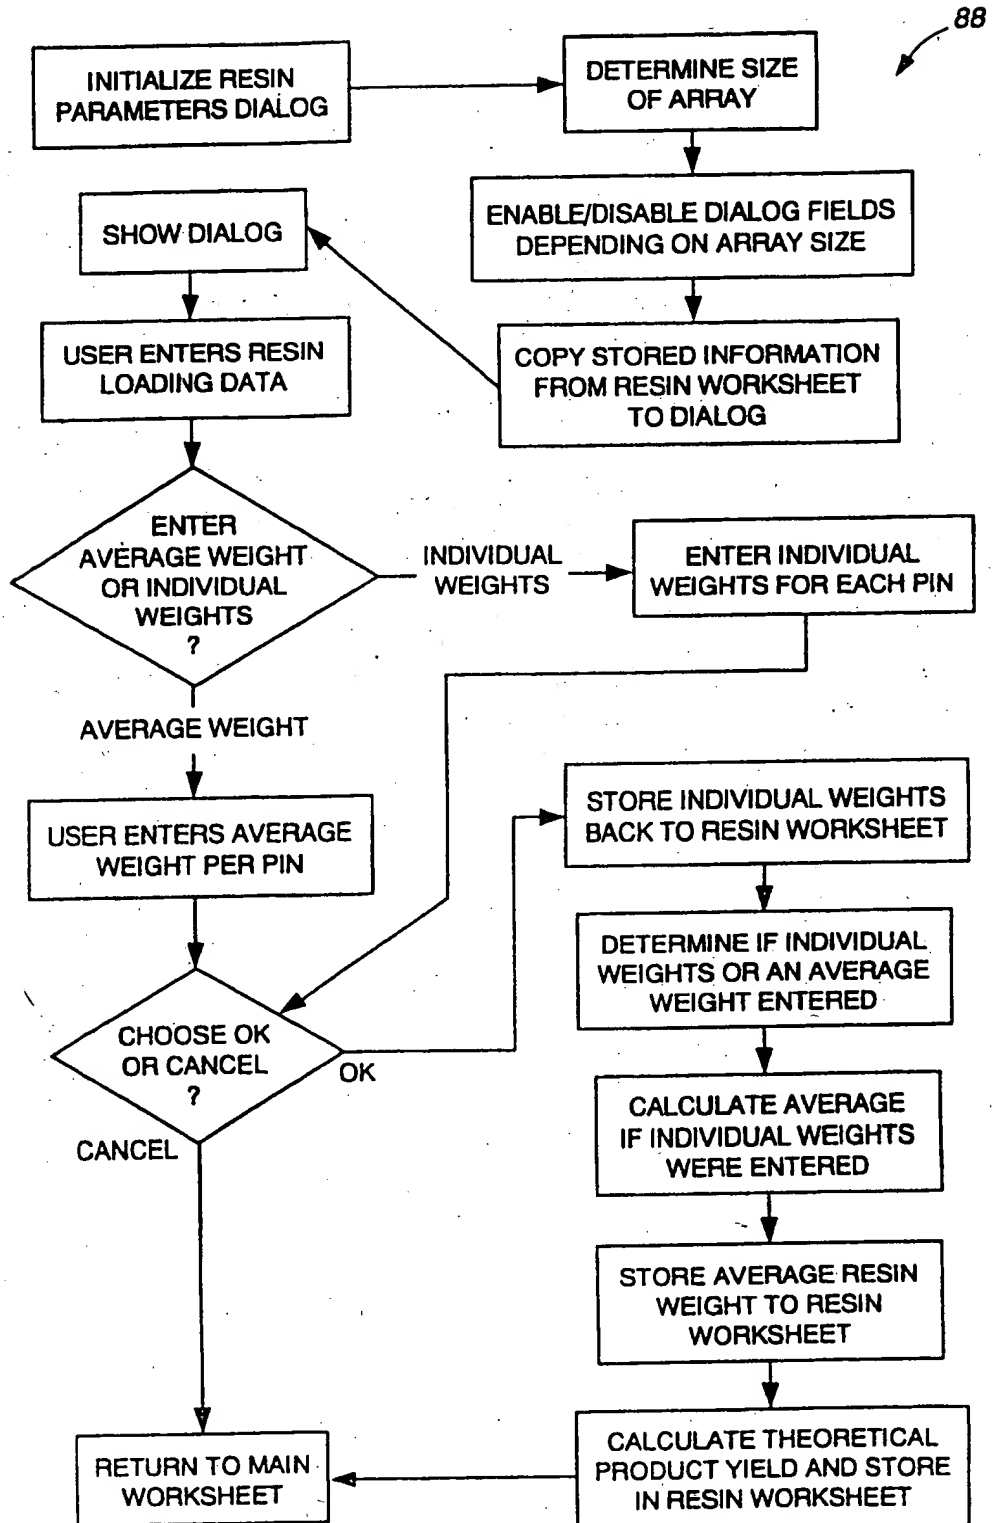 88
INITIALIZE RESIN
PARAMETERS DIALOG
DETERMINE SIZE
OF ARRAY
ENABLE/DISABLE DIALOG FIELDS
DEPENDING ON ARRAY SIZE
COPY STORED INFORMATION
FROM RESIN WORKSHEET
TO DIALOG
SHOW DIALOG
USER ENTERS RESIN
LOADING DATA
ENTER
AVERAGE WEIGHT
OR INDIVIDUAL
WEIGHTS
?
INDIVIDUAL
WEIGHTS
ENTER INDIVIDUAL
WEIGHTS FOR EACH PIN
AVERAGE WEIGHT
USER ENTERS AVERAGE
WEIGHT PER PIN
CHOOSE OK
OR CANCEL
?
OK
CANCEL
STORE INDIVIDUAL WEIGHTS
BACK TO RESIN WORKSHEET
DETERMINE IF INDIVIDUAL
WEIGHTS OR AN AVERAGE
WEIGHT ENTERED
CALCULATE AVERAGE
IF INDIVIDUAL WEIGHTS
WERE ENTERED
STORE AVERAGE RESIN
WEIGHT TO RESIN
WORKSHEET
CALCULATE THEORETICAL
PRODUCT YIELD AND STORE
IN RESIN WORKSHEET
RETURN TO MAIN
WORKSHEET